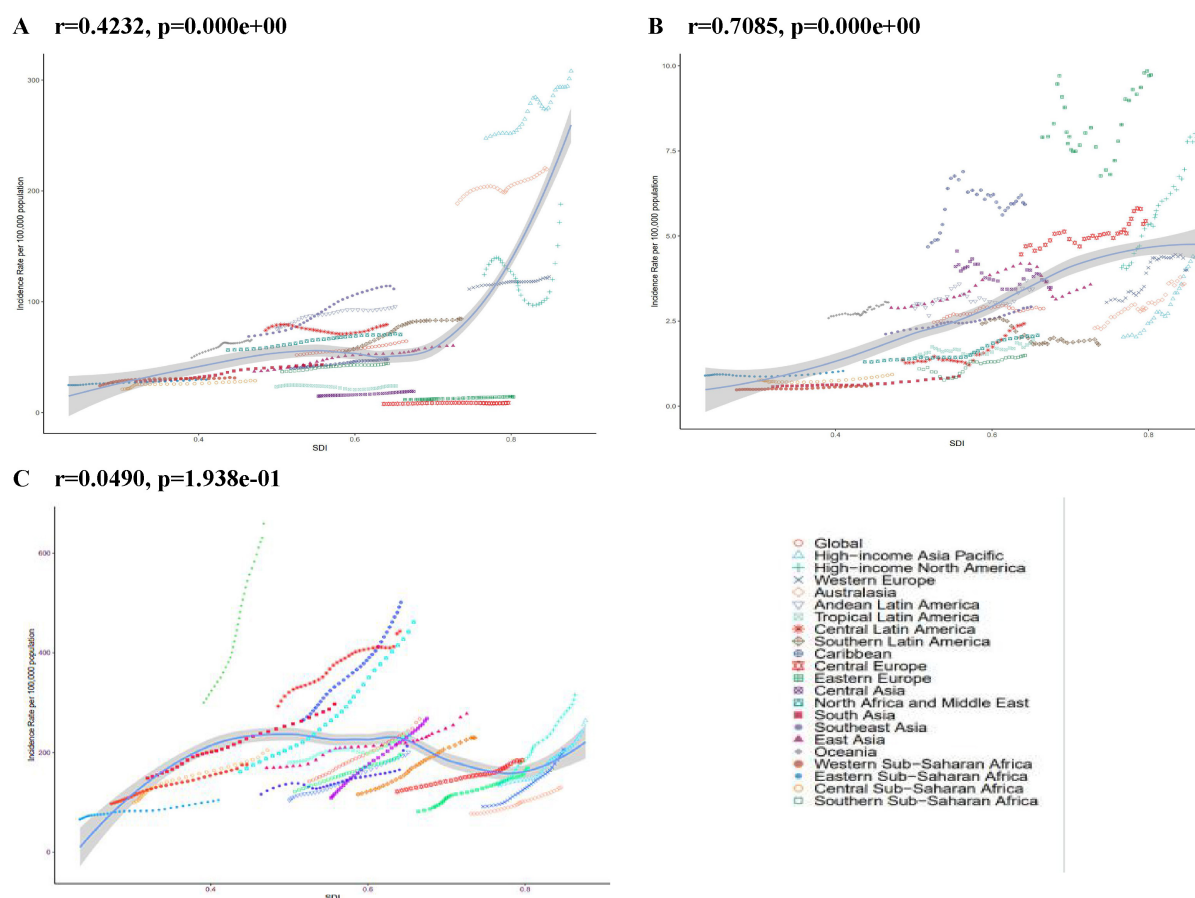 A r=0.4232, p=0.000e+00
300
200
100
0
0.4
0.6
0.8
SDI
Incidence Rate per 100,000 population
B r=0.7085, p=0.000e+00
10.0
7.5
5.0
2.5
0.0
0.4
0.6
0.8
SDI
Incidence Rate per 100,000 population
C r=0.0490, p=1.938e-01
600
400
200
0
0.4
0.6
0.8
SDI
Incidence Rate per 100,000 population
Global
High-income Asia Pacific
High-income North America
Western Europe
Australasia
Andean Latin America
Tropical Latin America
Central Latin America
Southern Latin America
Caribbean
Central Europe
Eastern Europe
Central Asia
North Africa and Middle East
South Asia
Southeast Asia
East Asia
Oceania
Western Sub-Saharan Africa
Eastern Sub-Saharan Africa
Central Sub-Saharan Africa
Southern Sub-Saharan Africa